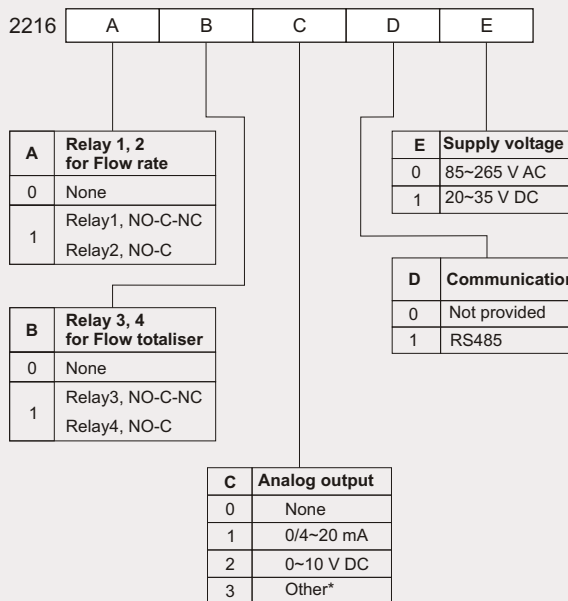 2216 A B C D E
A Relay 1, 2
for Flow rate
0 None
1 Relay1, NO-C-NC
Relay2, NO-C
B Relay 3, 4
for Flow totaliser
0 None
1 Relay3, NO-C-NC
Relay4, NO-C
C Analog output
0 None
1 0/4~20 mA
2 0~10 V DC
3 Other*
E Supply voltage
0 85~265 V AC
1 20~35 V DC
D Communication
0 Not provided
1 RS485